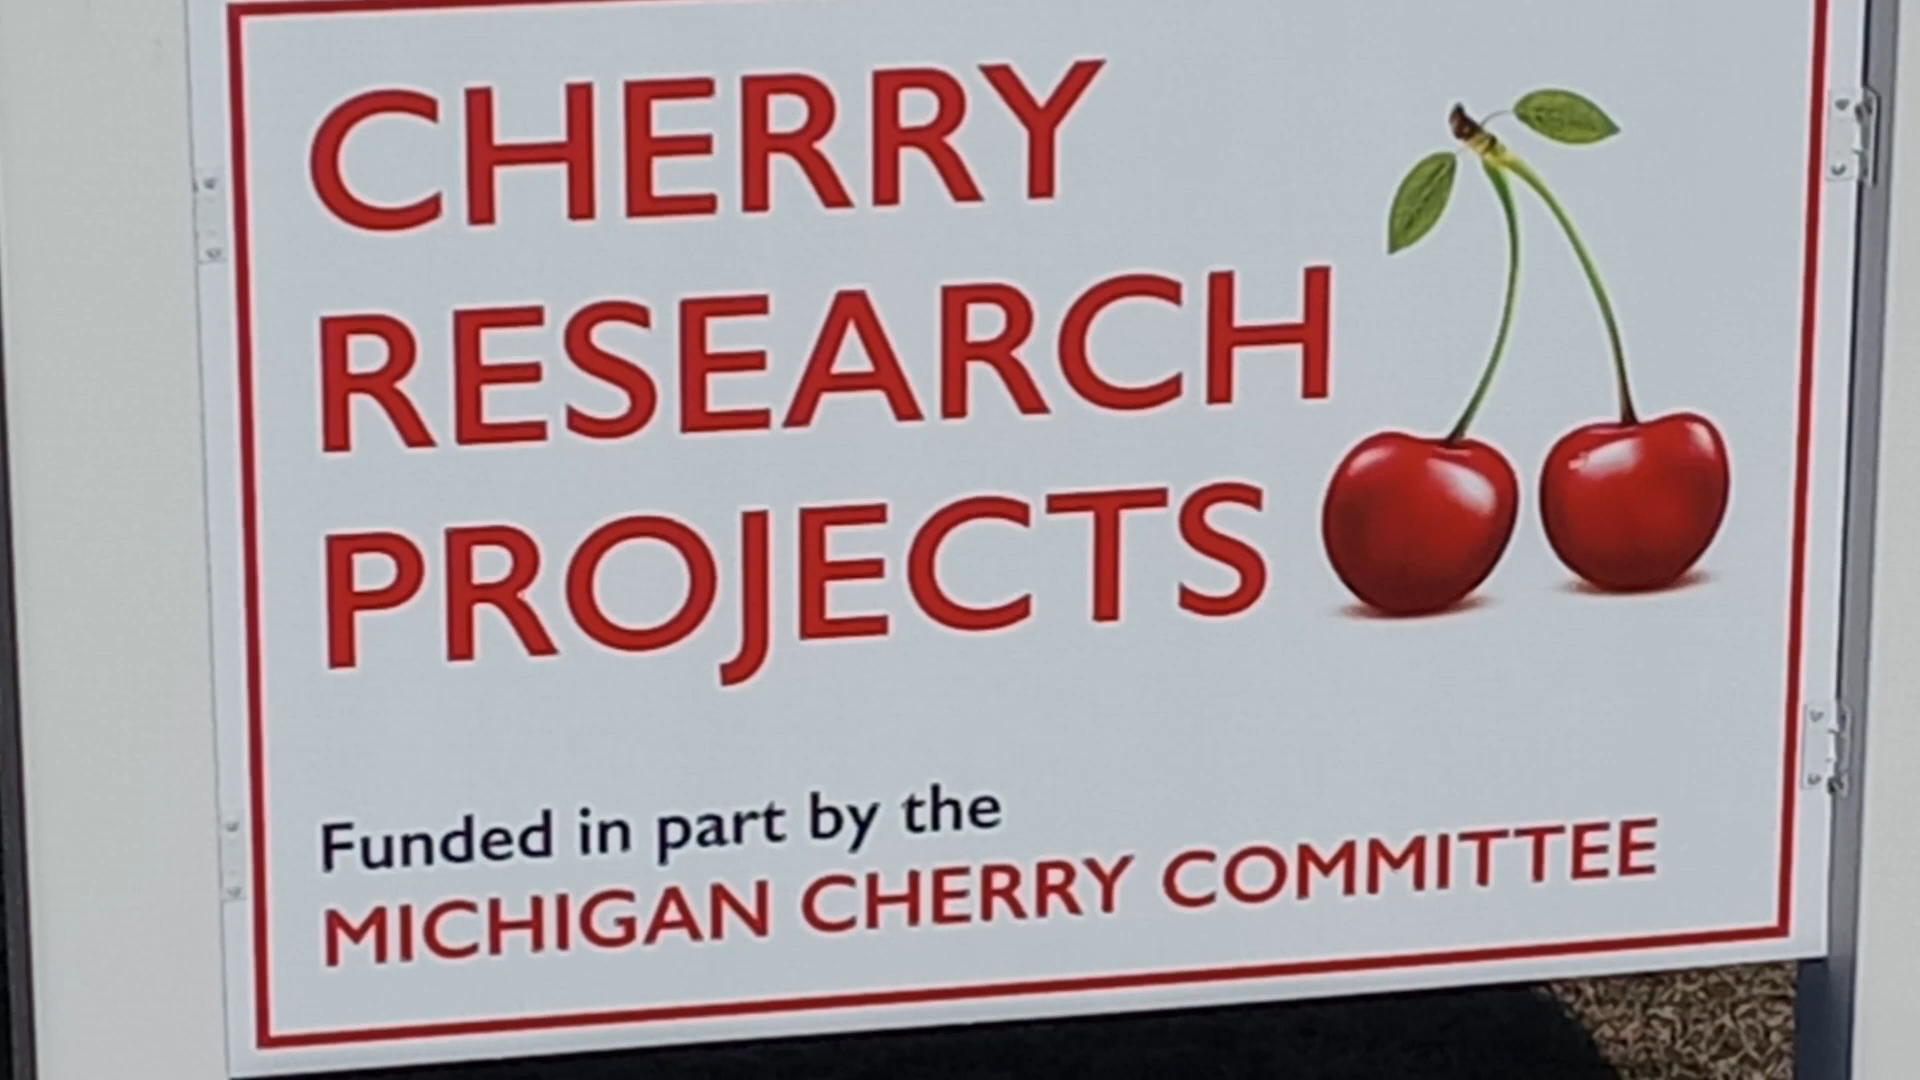 CHERRY
RESEARCH
PROJECTS
Funded in part by the
MICHIGAN CHERRY COMMITTEE